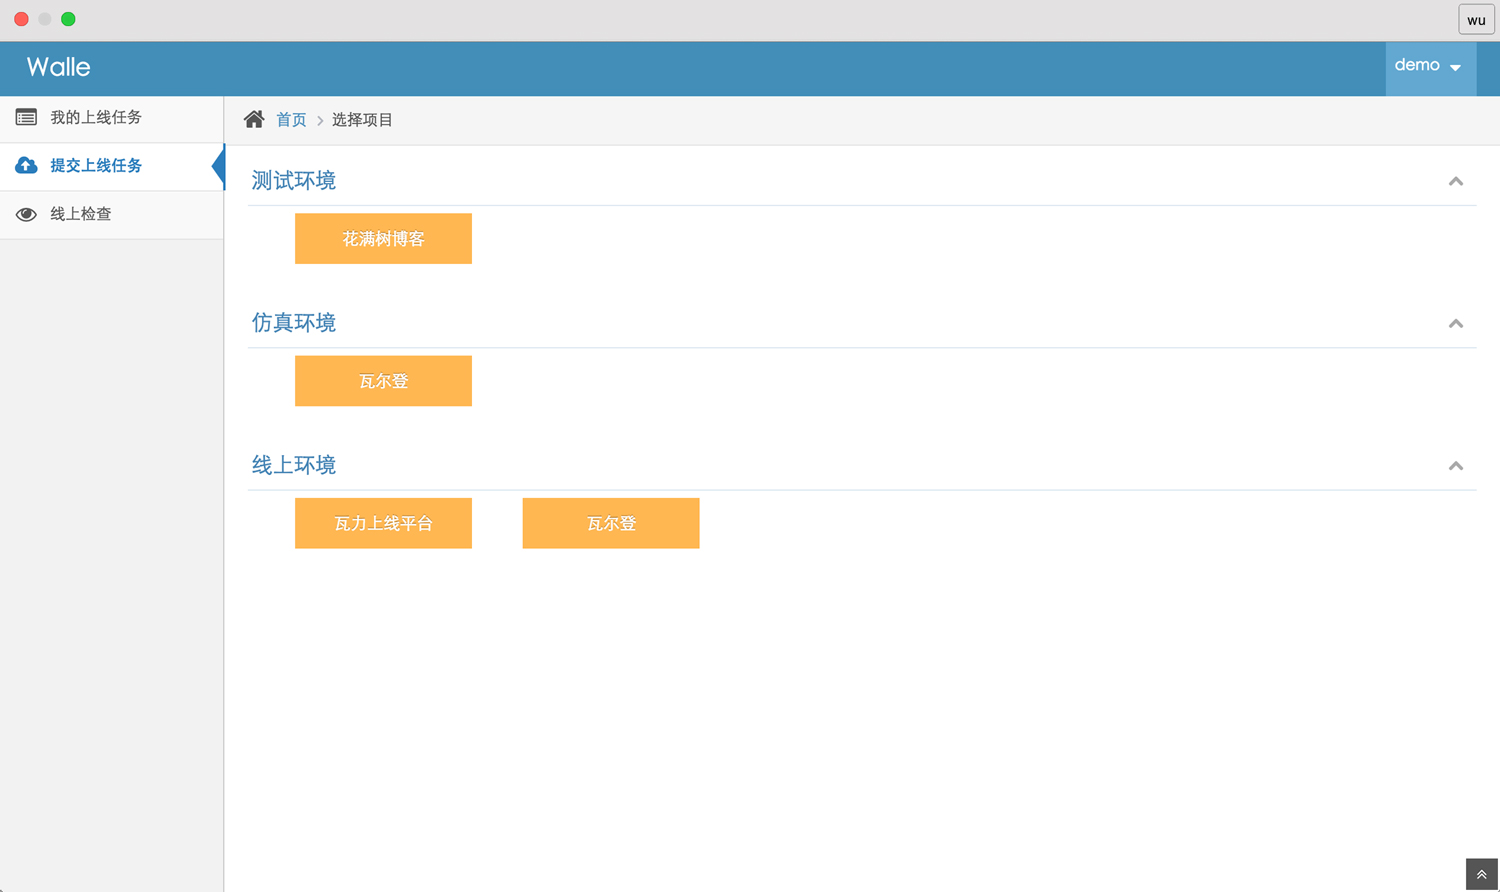 wu
Walle
demo
我的上线任务
提交上线任务
线上检查
首页 选择项目
测试环境
花满树博客
仿真环境
瓦尔登
线上环境
瓦力上线平台 瓦尔登